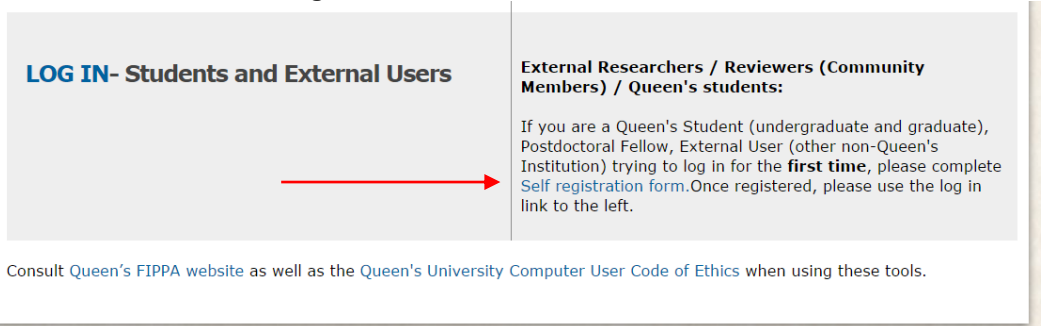 LOG IN- Students and External Users
External Researchers / Reviewers (Community
Members) / Queen's students:
If you are a Queen's Student (undergraduate and graduate),
Postdoctoral Fellow, External User (other non-Queen's
Institution) trying to log in for the first time, please complete
Self registration form.Once registered, please use the log in
link to the left.
Consult Queen’s FIPPA website as well as the Queen's University Computer User Code of Ethics when using these tools.